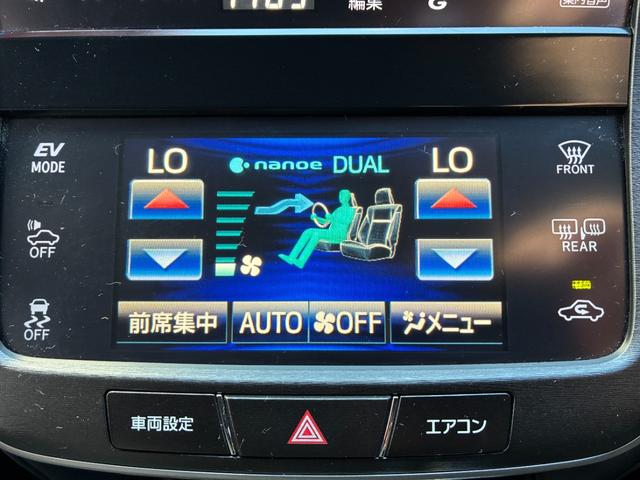 編集
G
EV
MODE
LO
nanoe DUAL
LO
FRONT
OFF
REAR
OFF
前席集中
AUTO
OFF
メニュー
車両設定
エアコン